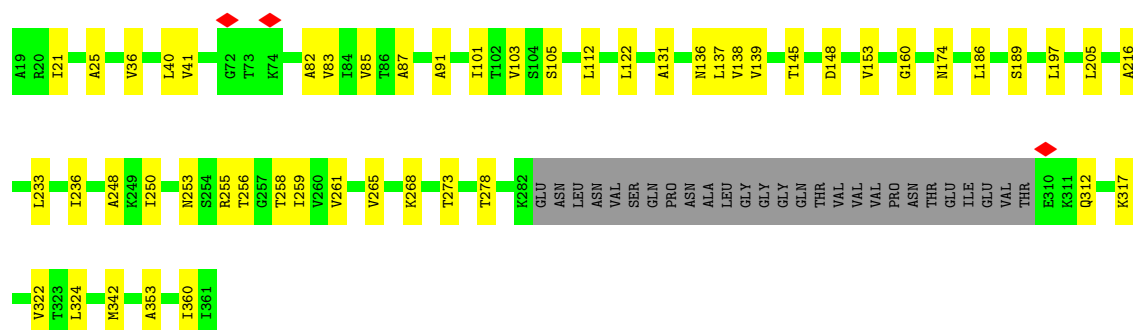 A19 R20 I21 A25 V36 L40 V41 G72 T73 K74 A82 V83 I84 V85 T86 A87 A91 I101 T102 V103 S104 S105 L112 L122 A131 N136 L137 V138 V139 T145 D148 V153 G160 N174 L186 S189 L197 L205 A216
L233 I236 A248 K249 I250 N253 S254 R255 T256 G257 T258 I259 V260 V261 V265 K268 T273 T278 K282 GLU ASN LEU ASN VAL SER GLN PRO ASN ALA LEU GLY GLY GLY GLN THR VAL VAL VAL PRO ASN THR GLU ILE GLU VAL THR E310 K311 Q312 K317
V322 T323 L324 M342 A353 I360 I361